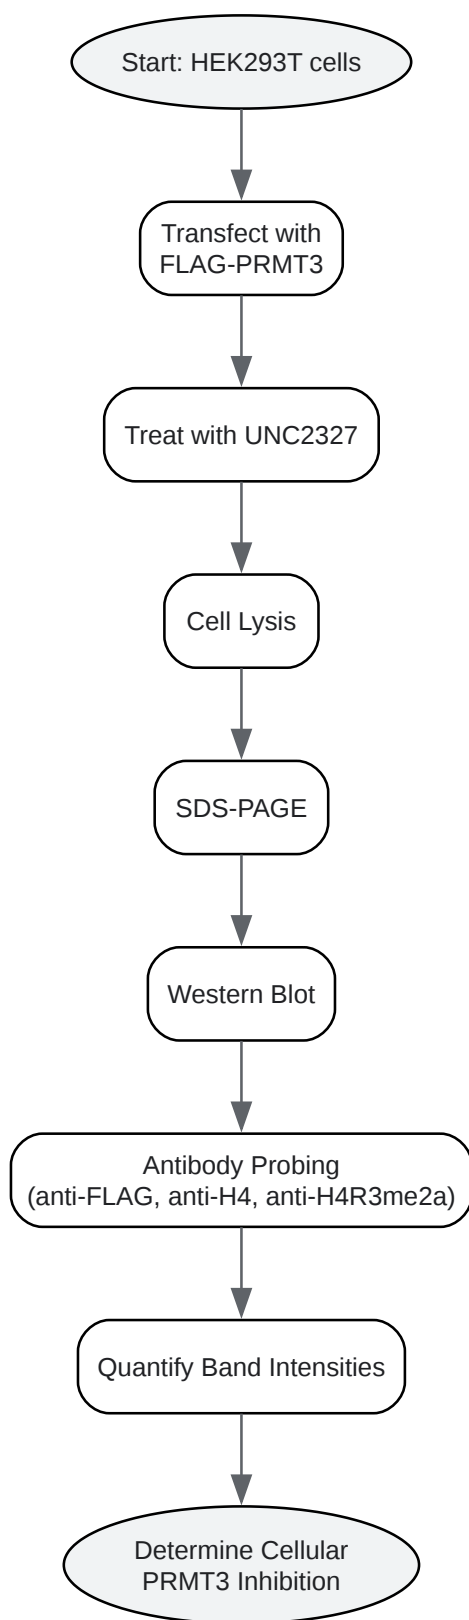 Start: HEK293T cells
Transfect with
FLAG-PRMT3
Treat with UNC2327
Cell Lysis
SDS-PAGE
Western Blot
Antibody Probing
(anti-FLAG, anti-H4, anti-H4R3me2a)
Quantify Band Intensities
Determine Cellular
PRMT3 Inhibition